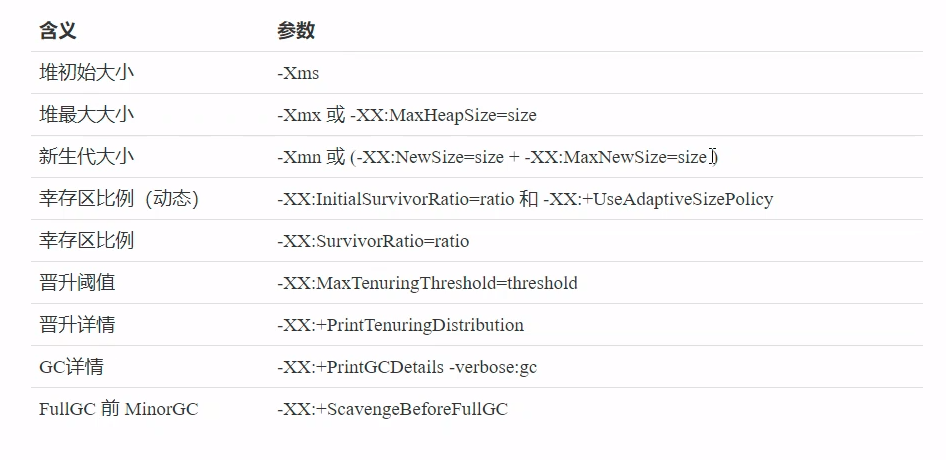 含义 参数
堆初始大小 -Xms
堆最大大小 -Xmx 或 -XX:MaxHeapSize=size
新生代大小 -Xmn 或 (-XX:NewSize=size + -XX:MaxNewSize=size )
幸存区比例（动态） -XX:InitialSurvivorRatio=ratio 和 -XX:+UseAdaptiveSizePolicy
幸存区比例 -XX:SurvivorRatio=ratio
晋升阈值 -XX:MaxTenuringThreshold=threshold
晋升详情 -XX:+PrintTenuringDistribution
GC详情 -XX:+PrintGCDetails -verbose:gc
FullGC 前 MinorGC -XX:+ScavengeBeforeFullGC